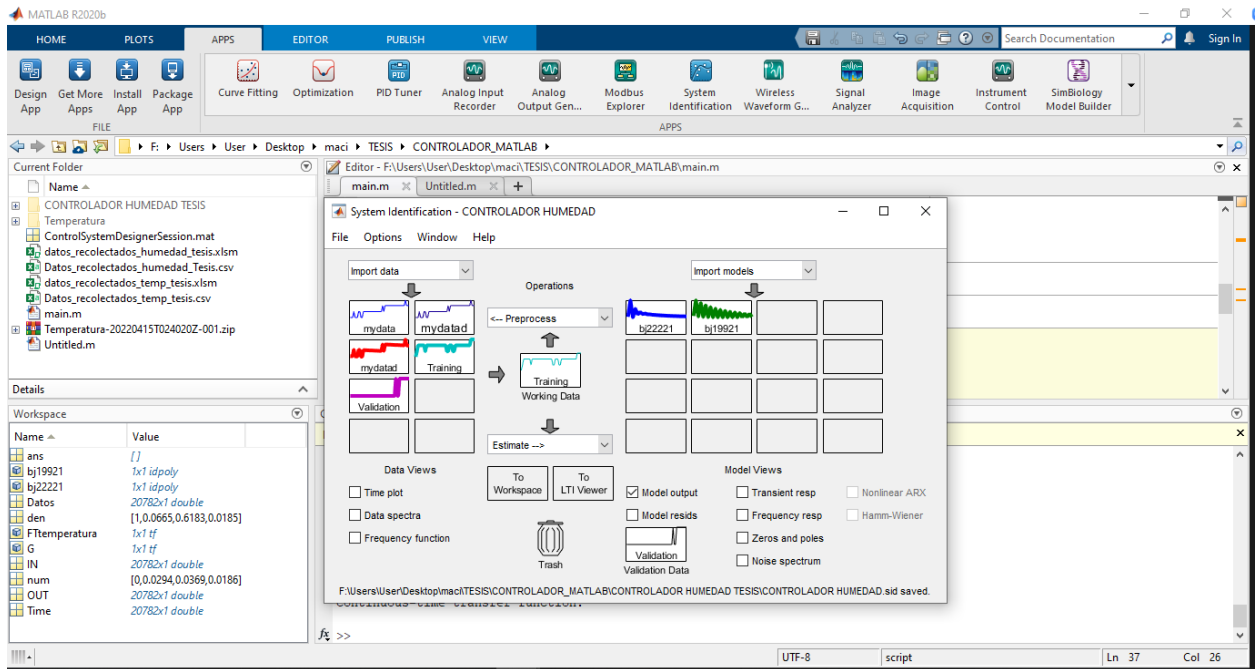 MATLAB R2020b
HOME PLOTS APPS EDITOR PUBLISH VIEW Search Documentation Sign In
Design App Get More Apps Install App Package App Curve Fitting Optimization PID Tuner Analog Input Recorder Analog Output Gen... Modbus Explorer System Identification Wireless Waveform G... Signal Analyzer Image Acquisition Instrument Control SimBiology Model Builder
FILE APPS
F: Users User Desktop maci TESIS CONTROLADOR_MATLAB
Current Folder
Name
CONTROLADOR HUMEDAD TESIS
Temperatura
ControlSystemDesignerSession.mat
datos_recolectados_humedad_tesis.xlsm
Datos_recolectados_humedad_Tesis.csv
datos_recolectados_temp_tesis.xlsm
Datos_recolectados_temp_tesis.csv
main.m
Temperatura-20220415T024020Z-001.zip
Untitled.m
Details
Workspace
Name Value
ans []
bj19921 1x1 idpoly
bj22221 1x1 idpoly
Datos 20782x1 double
den [1,0.0665,0.6183,0.0185]
FTtemperatura 1x1 tf
G 1x1 tf
IN 20782x1 double
num [0,0.0294,0.0369,0.0186]
OUT 20782x1 double
Time 20782x1 double
Editor - F:\Users\User\Desktop\maci\TESIS\CONTROLADOR_MATLAB\main.m
main.m Untitled.m +
System Identification - CONTROLADOR HUMEDAD
File Options Window Help
Import data
Operations
Import models
mydata mydatad
<-- Preprocess
bj22221 bj19921
mydatad Training
Training
Working Data
Validation
Estimate -->
Data Views
Time plot
Data spectra
Frequency function
To Workspace
To LTI Viewer
Trash
Model Views
Model output Transient resp Nonlinear ARX
Model resids Frequency resp Hamm-Wiener
Zeros and poles
Noise spectrum
Validation
Validation Data
F:\Users\User\Desktop\maci\TESIS\CONTROLADOR_MATLAB\CONTROLADOR HUMEDAD TESIS\CONTROLADOR HUMEDAD.sid saved.
Continuous-time transfer function.
fx >>
UTF-8 script Ln 37 Col 26